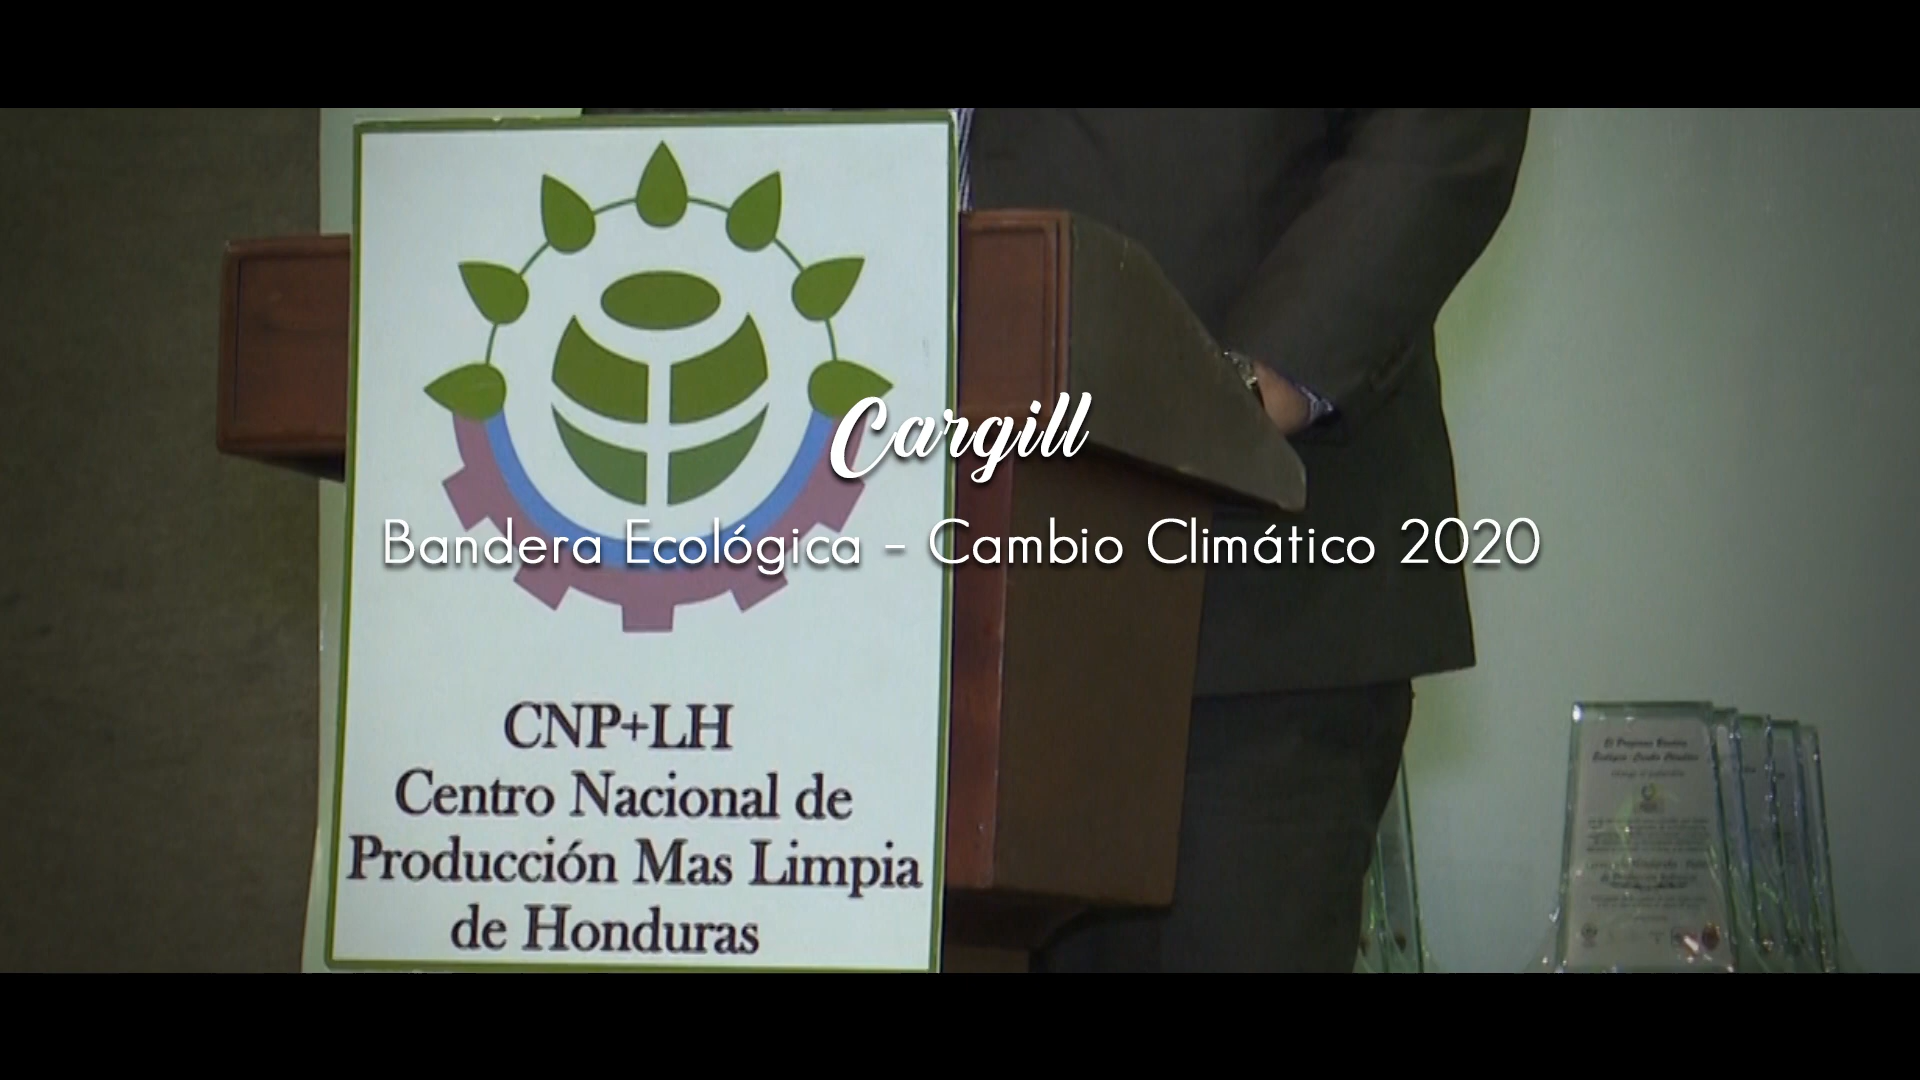 Cargill
Bandera Ecológica - Cambio Climático 2020
CNP+LH
Centro Nacional de
Producción Mas Limpia
de Honduras